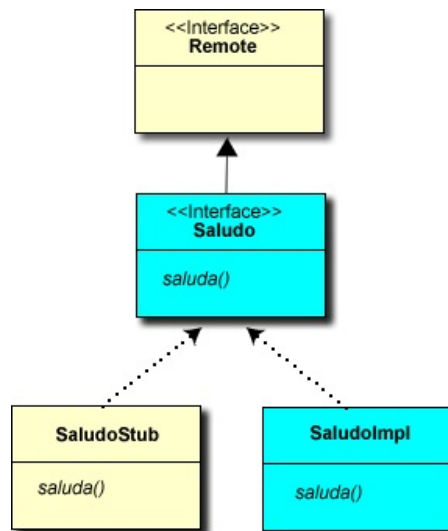 <<Interface>>
Remote
<<Interface>>
Saludo
saluda()
SaludoStub
SaludoImpl
saluda()
saluda()